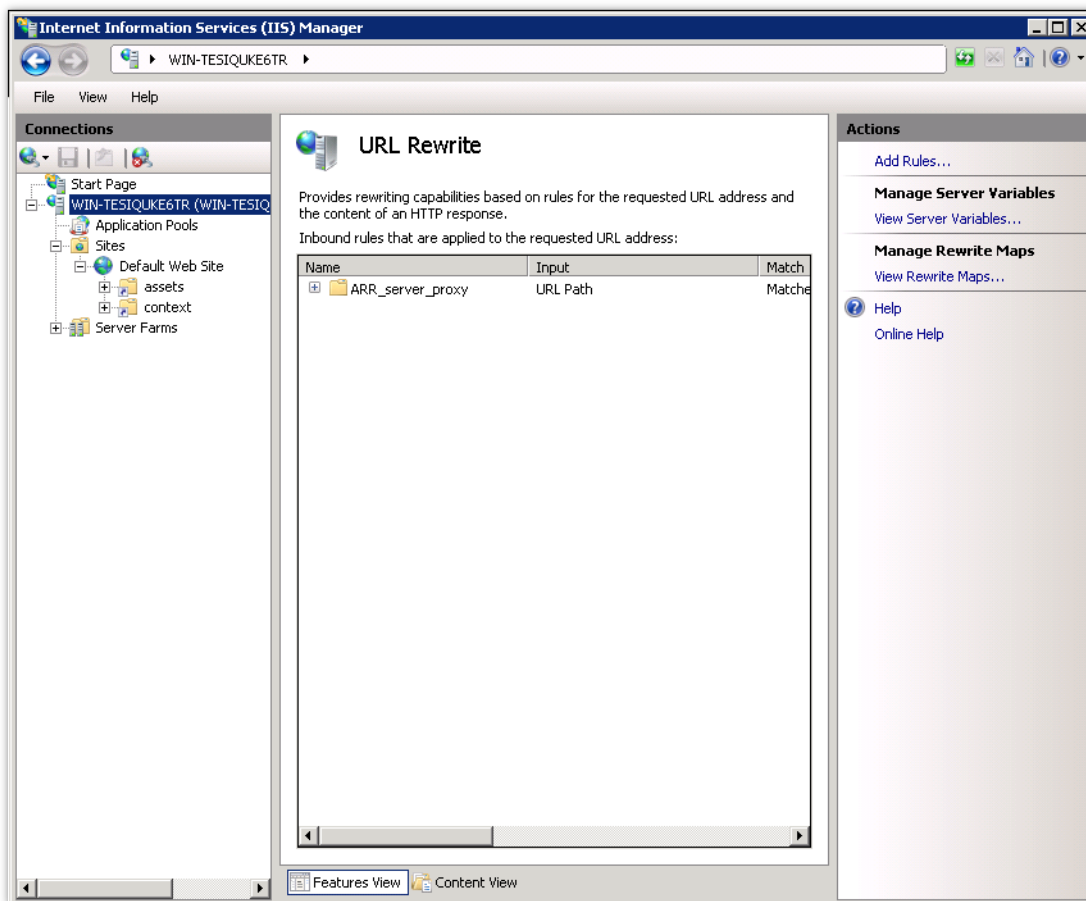 Internet Information Services (IIS) Manager
WIN-TESIQUKE6TR
File View Help
Connections
Start Page
WIN-TESIQUKE6TR (WIN-TESIQ
Application Pools
Sites
Default Web Site
assets
context
Server Farms
URL Rewrite
Provides rewriting capabilities based on rules for the requested URL address and
the content of an HTTP response.
Inbound rules that are applied to the requested URL address:
Name Input Match
ARR_server_proxy URL Path Matche
Features View Content View
Actions
Add Rules...
Manage Server Variables
View Server Variables...
Manage Rewrite Maps
View Rewrite Maps...
Help
Online Help